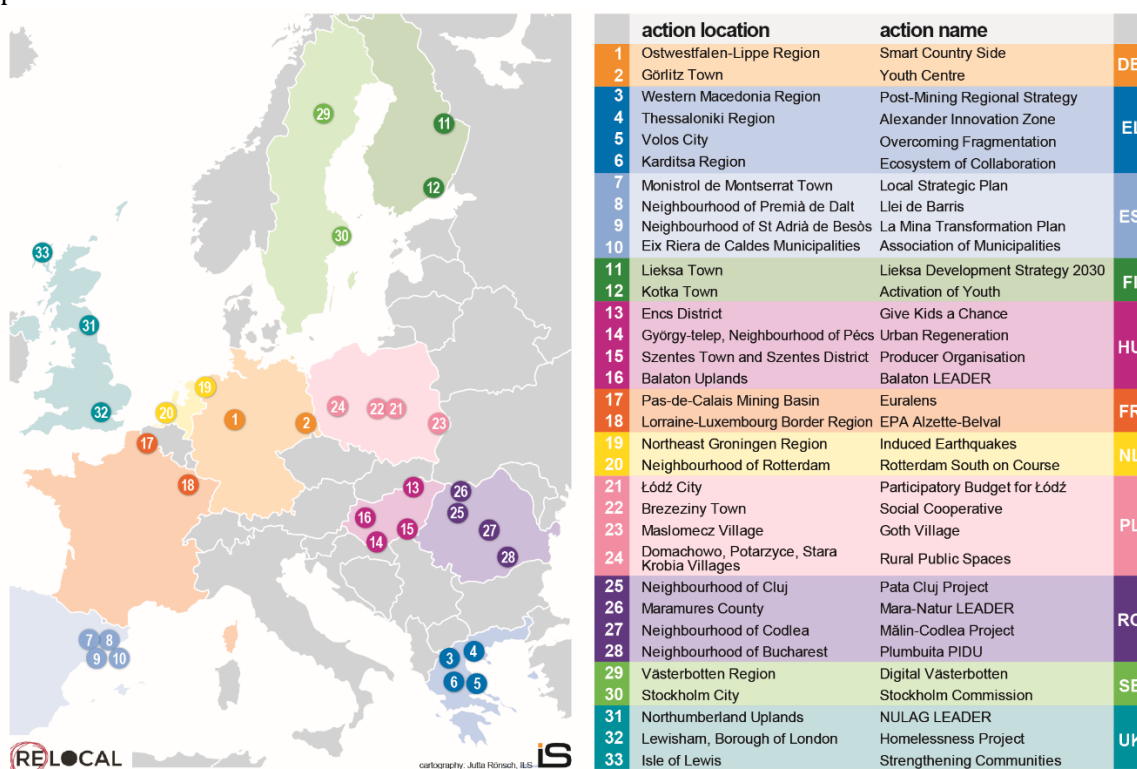 action location action name
1 Ostwestfalen-Lippe Region Smart Country Side
2 Görlitz Town Youth Centre
DE
3 Western Macedonia Region Post-Mining Regional Strategy
4 Thessaloniki Region Alexander Innovation Zone
5 Volos City Overcoming Fragmentation
6 Karditsa Region Ecosystem of Collaboration
EL
7 Monistrol de Montserrat Town Local Strategic Plan
8 Neighbourhood of Premià de Dalt Llei de Barris
9 Neighbourhood of St Adrià de Besòs La Mina Transformation Plan
10 Eix Riera de Caldes Municipalities Association of Municipalities
ES
11 Lieksa Town Lieksa Development Strategy 2030
12 Kotka Town Activation of Youth
FI
13 Encs District Give Kids a Chance
14 György-telep, Neighbourhood of Pécs Urban Regeneration
15 Szentes Town and Szentes District Producer Organisation
16 Balaton Uplands Balaton LEADER
HU
17 Pas-de-Calais Mining Basin Euralens
18 Lorraine-Luxembourg Border Region EPA Alzette-Belval
FR
19 Northeast Groningen Region Induced Earthquakes
20 Neighbourhood of Rotterdam Rotterdam South on Course
NL
21 Łódź City Participatory Budget for Łódź
22 Brezeziny Town Social Cooperative
23 Maslomecz Village Goth Village
24 Domachowo, Potarzyce, Stara
Krobia Villages Rural Public Spaces
PL
25 Neighbourhood of Cluj Pata Cluj Project
26 Maramures County Mara-Natur LEADER
27 Neighbourhood of Codlea Mălin-Codlea Project
28 Neighbourhood of Bucharest Plumbuita PIDU
RO
29 Västerbotten Region Digital Västerbotten
30 Stockholm City Stockholm Commission
SE
31 Northumberland Uplands NULAG LEADER
32 Lewisham, Borough of London Homelessness Project
33 Isle of Lewis Strengthening Communities
UK
29
11
12
30
33
31
32
19
20
1
2
24
22
21
23
17
18
13
26
25
16
15
27
14
28
7
8
9
10
3
4
6
5
RELOCAL
cartography: Jutta Rönsch, ILS
iS